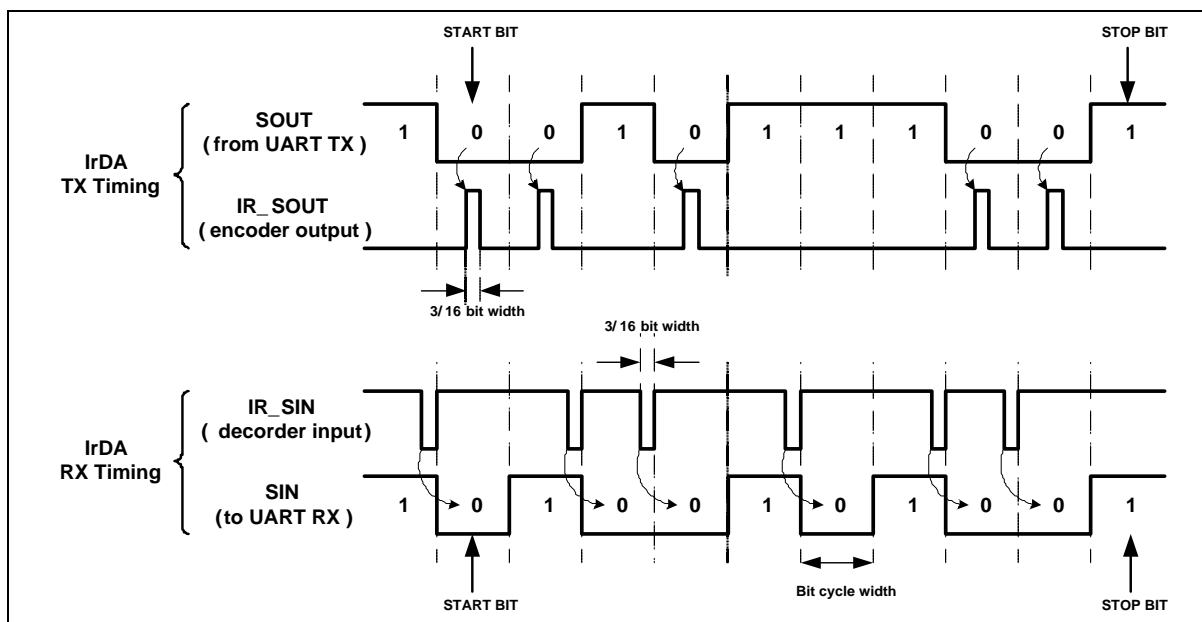 START BIT
STOP BIT
SOUT
( from UART TX )
1 0 0 1 0 1 1 1 0 0 1
IrDA
TX Timing
IR_SOUT
( encoder output )
3/16 bit width
3/16 bit width
IR_SIN
( decorder input)
IrDA
RX Timing
SIN
(to UART RX )
1 0 1 0 0 1 0 1 0 0 1
Bit cycle width
START BIT
STOP BIT